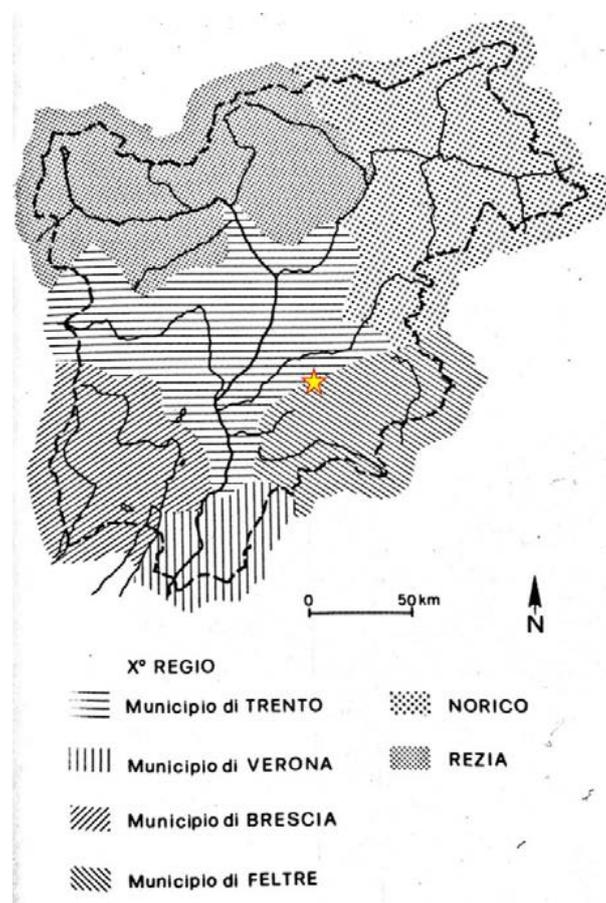 0 50 km
N
X° REGIO
Municipio di TRENTO
Municipio di VERONA
Municipio di BRESCIA
Municipio di FELTRE
NORICO
REZIA